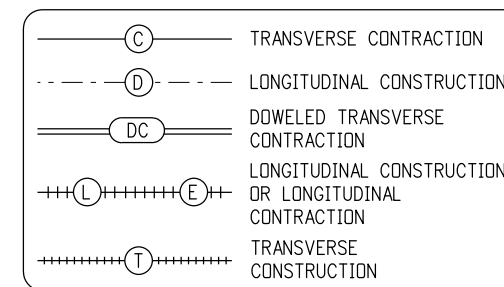 C TRANSVERSE CONTRACTION
D LONGITUDINAL CONSTRUCTION
DC DOWELED TRANSVERSE
CONTRACTION
LONGITUDINAL CONSTRUCTION
L E OR LONGITUDINAL
CONTRACTION
TRANSVERSE
T CONSTRUCTION